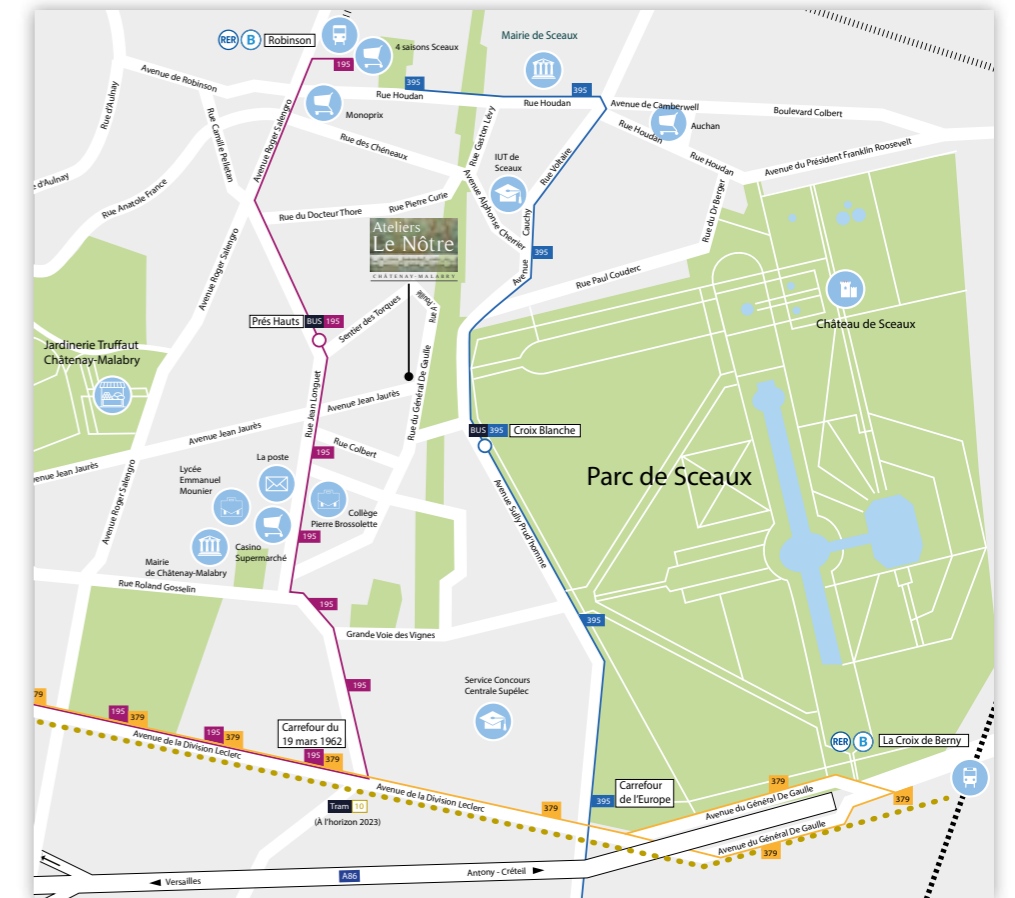 RER B Robinson
195
4 saisons Sceaux
Mairie de Sceaux
Avenue de Robinson
Rue d'Aulnay
395
Rue Houdan
Rue Houdan
395
Avenue de Camberwell
Boulevard Colbert
Monoprix
Auchan
Rue Houdan
Rue Houdan
Avenue du Président Franklin Roosevelt
Rue Camille Pelletan
Avenue Roger Salengro
Rue des Chéneaux
Rue Gaston Lévy
IUT de
Sceaux
Rue Voltaire
e d'Aulnay
Rue Anatole France
Rue du Docteur Thore
Rue Pierre Curie
Avenue Alphonse Cherrier
Avenue Cauchy
395
Rue du Dr Berger
Ateliers
Le Nôtre
CHÂTENAY-MALABRY
Rue Paul Couderc
Avenue Roger Salengro
Château de Sceaux
Prés Hauts BUS 195
Sentier des Torques
Jardinerie Truffaut
Châtenay-Malabry
Rue Jean Longuet
Avenue Jean Jaurès
Rue du Général De Gaulle
Avenue Jean Jaurès
BUS 395 Croix Blanche
Rue Colbert
195
venue Jean Jaurès
La poste
Lycée
Emmanuel
Mounier
Parc de Sceaux
Avenue Roger Salengro
Collège
Pierre Brossolette
195
Casino
Supermarché
Mairie
de Châtenay-Malabry
Avenue Sully Prud'homme
Rue Roland Gosselin
195
395
Grande Voie des Vignes
195
Service Concours
Centrale Supélec
79
195 379
195 379
Carrefour du
19 mars 1962
195 379
Avenue de la Division Leclerc
RER B La Croix de Berny
Avenue de la Division Leclerc
379
395
Carrefour
de l'Europe
379
Avenue du Général De Gaulle
379
Tram 10
(À l'horizon 2023)
Avenue du Général De Gaulle
379
Versailles
A86
Antony - Créteil